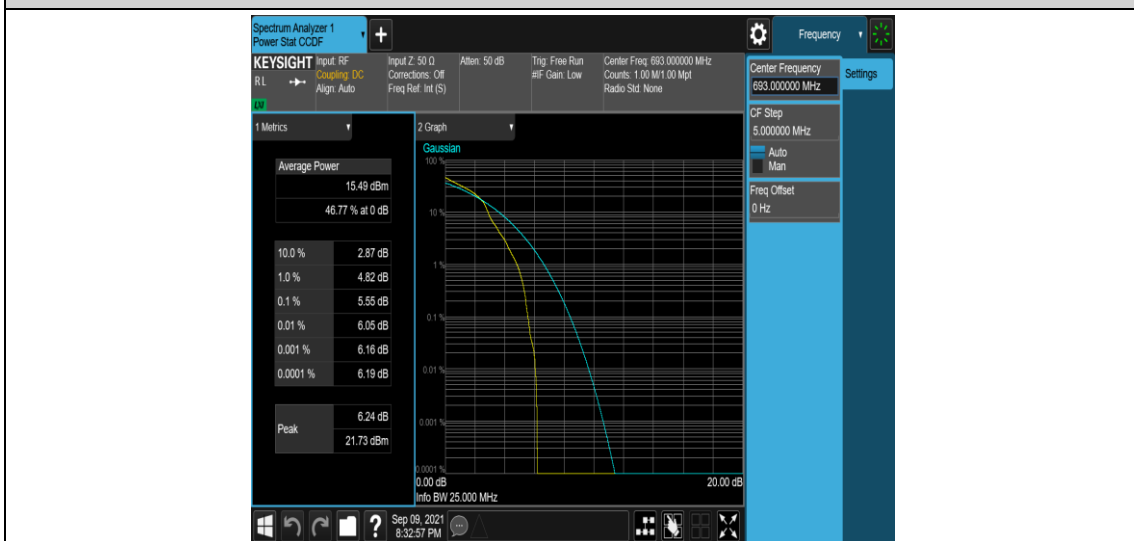 Spectrum Analyzer 1
Power Stat CCDF
+
Frequency
KEYSIGHT
RL
LXI
Input: RF
Coupling: DC
Align: Auto
Input Z: 50 Ω
Corrections: Off
Freq Ref: Int (S)
Atten: 50 dB
Trig: Free Run
#IF Gain: Low
Center Freq: 693.000000 MHz
Counts: 1.00 M/1.00 Mpt
Radio Std: None
Center Frequency
693.000000 MHz
Settings
CF Step
5.000000 MHz
Auto
Man
Freq Offset
0 Hz
1 Metrics
Average Power
15.49 dBm
46.77 % at 0 dB
10.0 % 2.87 dB
1.0 % 4.82 dB
0.1 % 5.55 dB
0.01 % 6.05 dB
0.001 % 6.16 dB
0.0001 % 6.19 dB
Peak
6.24 dB
21.73 dBm
2 Graph
Gaussian
100 %
10 %
1 %
0.1 %
0.01 %
0.001 %
0.0001 %
0.00 dB 20.00 dB
Info BW 25.000 MHz
?
Sep 09, 2021
8:32:57 PM